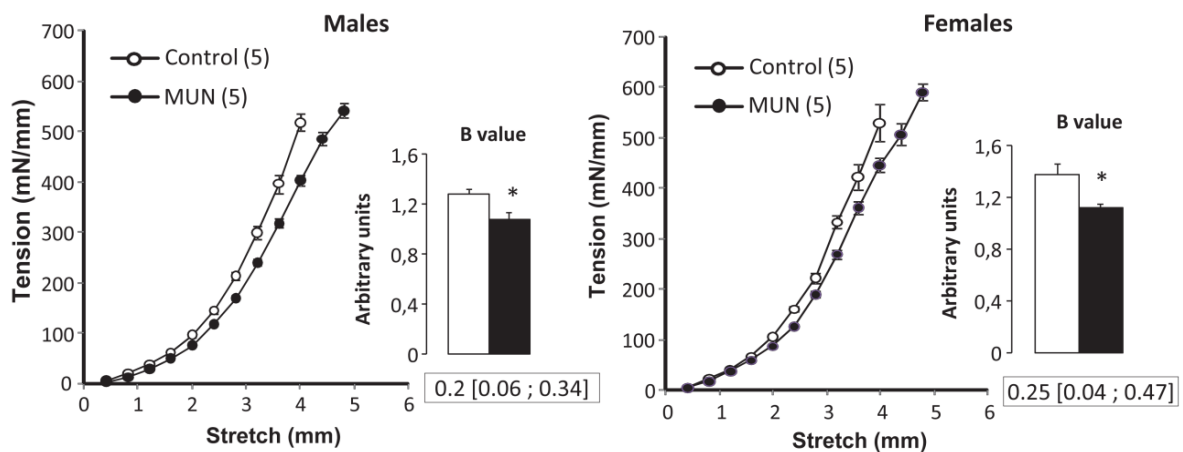 Males
700
600
500
400
300
200
100
0
Tension (mN/mm)
Control (5)
MUN (5)
0 1 2 3 4 5 6
Stretch (mm)
B value
1,6
1,2
0,8
0,4
0
Arbitrary units
*
0.2 [0.06 ; 0.34]
Females
700
600
500
400
300
200
100
0
Tension (mN/mm)
Control (5)
MUN (5)
0 1 2 3 4 5 6
Stretch (mm)
B value
1,6
1,2
0,8
0,4
0
Arbitrary units
*
0.25 [0.04 ; 0.47]